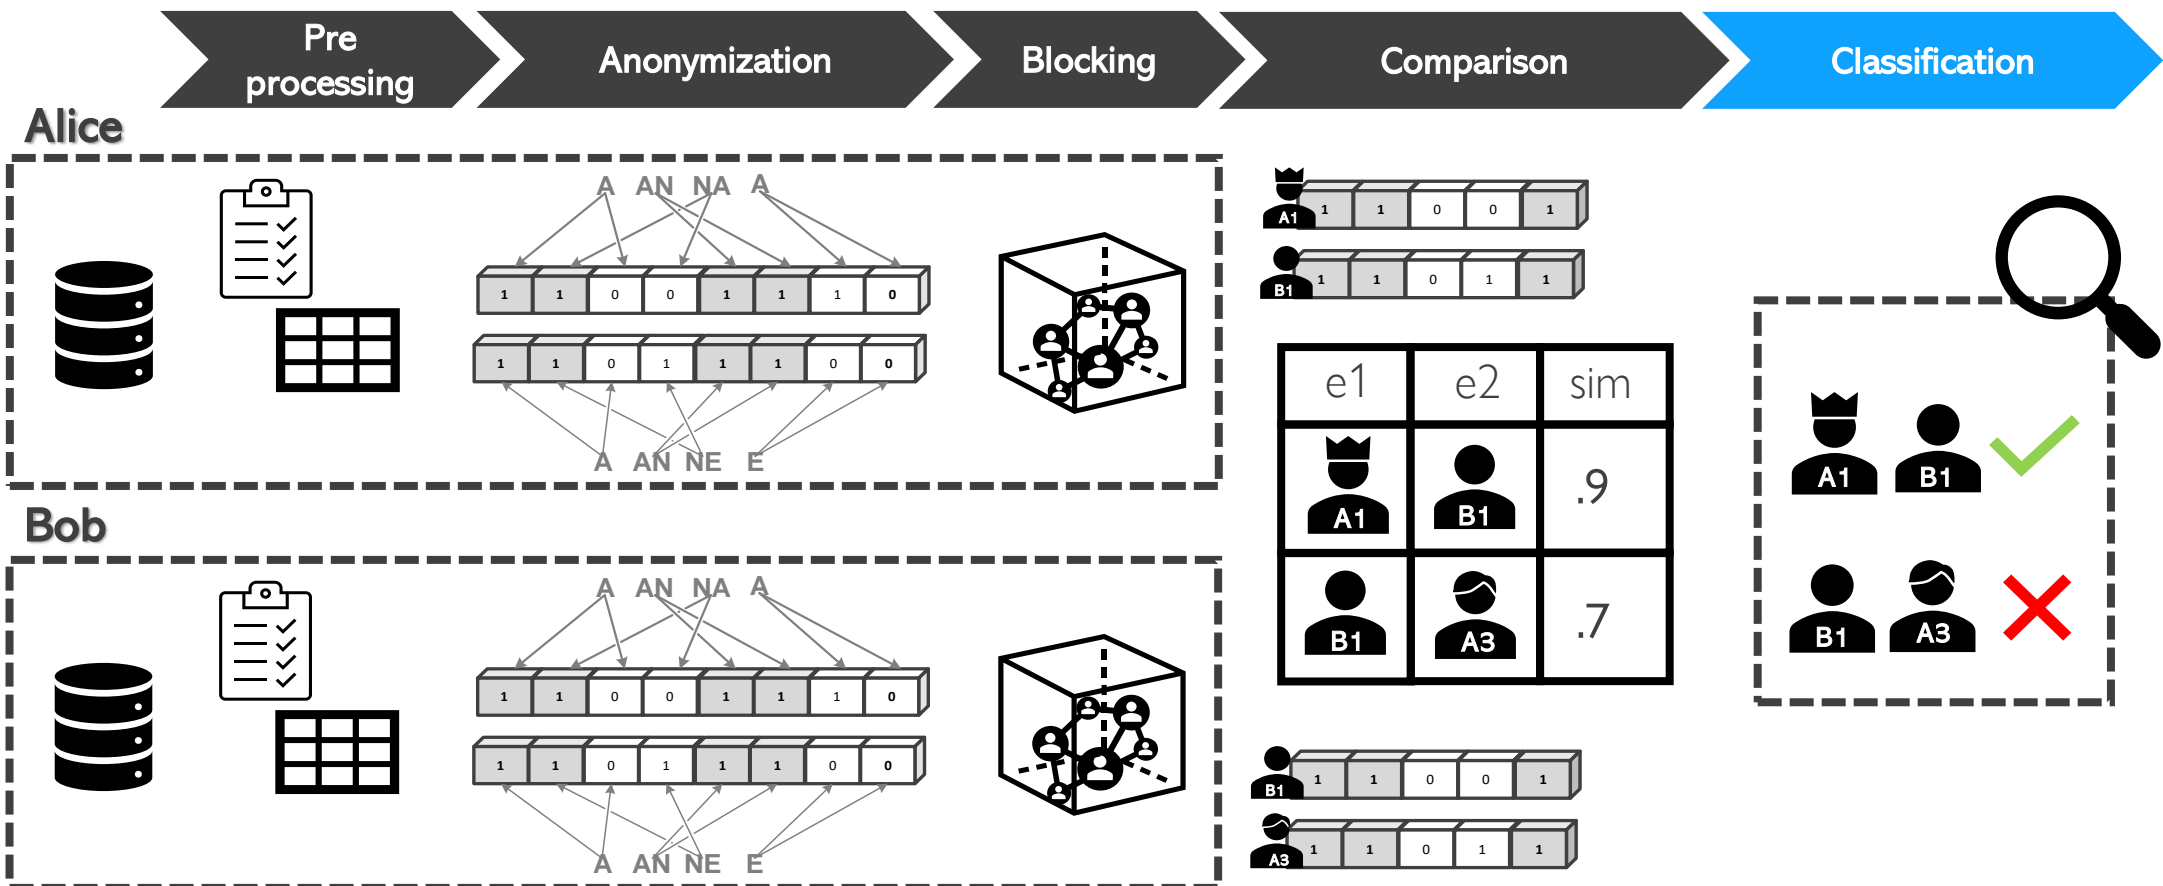 Pre
processing
Anonymization
Blocking
Comparison
Classification
Alice
A AN NA A
1 1 0 0 1 1 1 0
1 1 0 1 1 1 0 0
A AN NE E
A1 1 1 0 0 1
B1 1 1 0 1 1
e1 e2 sim
A1 B1 .9
B1 A3 .7
A1 B1
B1 A3
Bob
A AN NA A
1 1 0 0 1 1 1 0
1 1 0 1 1 1 0 0
A AN NE E
B1 1 1 0 0 1
A3 1 1 0 1 1